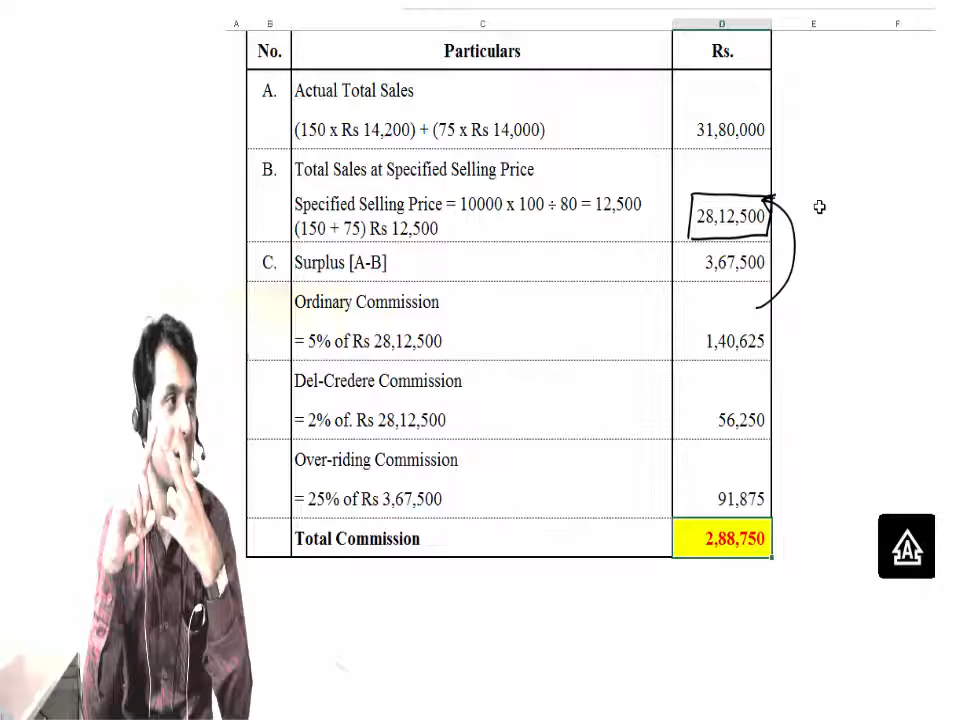 A B C D E F
No. Particulars Rs.
A. Actual Total Sales
(150 x Rs 14,200) + (75 x Rs 14,000) 31,80,000
B. Total Sales at Specified Selling Price
Specified Selling Price = 10000 x 100 ÷ 80 = 12,500
(150 + 75) Rs 12,500 28,12,500
C. Surplus [A-B] 3,67,500
Ordinary Commission
= 5% of Rs 28,12,500 1,40,625
Del-Credere Commission
= 2% of. Rs 28,12,500 56,250
Over-riding Commission
= 25% of Rs 3,67,500 91,875
Total Commission 2,88,750
A